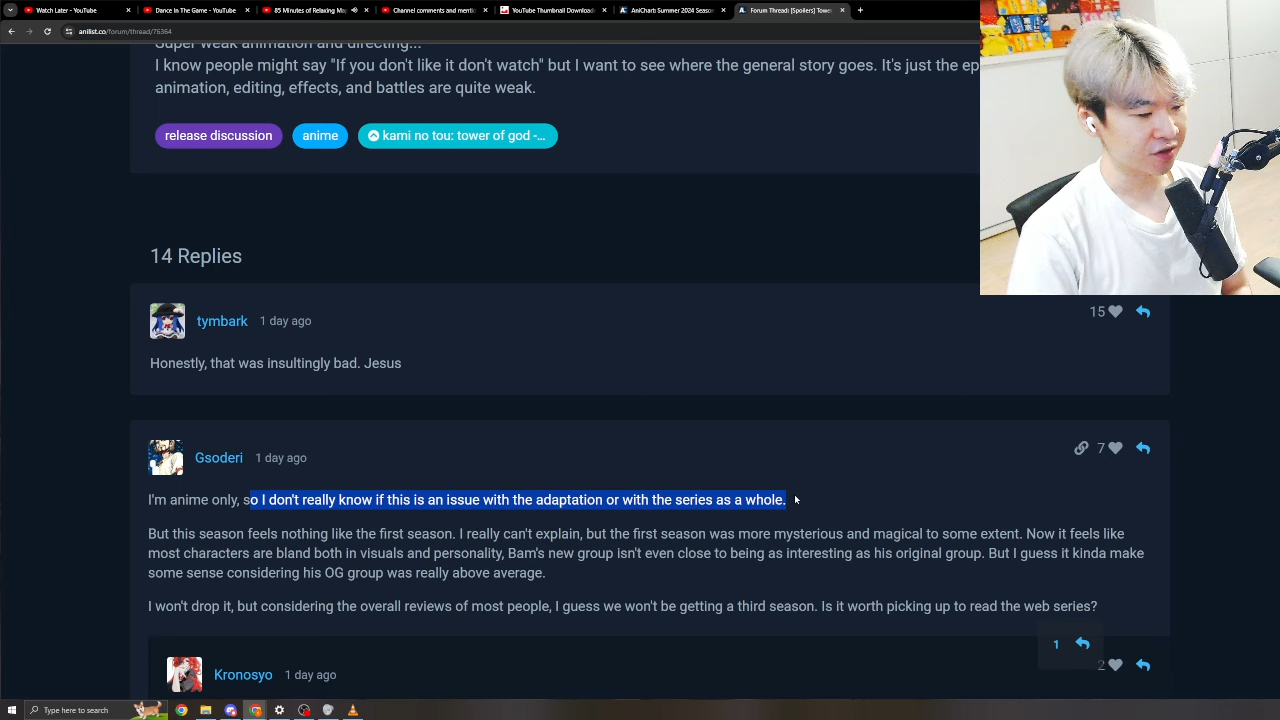 Watch Later - YouTube
Dance In The Game - YouTube
85 Minutes of Relaxing Ma
Channel comments and menti
YouTube Thumbnail Download
AniChart: Summer 2024 Season
Forum Thread: [Spoilers] Tower
anilist.co/forum/thread/76364
Super weak animation and directing...
I know people might say "If you don't like it don't watch" but I want to see where the general story goes. It's just the ep
animation, editing, effects, and battles are quite weak.
release discussion
anime
kami no tou: tower of god -...
14 Replies
tymbark 1 day ago
15
Honestly, that was insultingly bad. Jesus
Gsoderi 1 day ago
7
I'm anime only, so I don't really know if this is an issue with the adaptation or with the series as a whole.
But this season feels nothing like the first season. I really can't explain, but the first season was more mysterious and magical to some extent. Now it feels like
most characters are bland both in visuals and personality, Bam's new group isn't even close to being as interesting as his original group. But I guess it kinda make
some sense considering his OG group was really above average.
I won't drop it, but considering the overall reviews of most people, I guess we won't be getting a third season. Is it worth picking up to read the web series?
1
Kronosyo 1 day ago
2
Type here to search